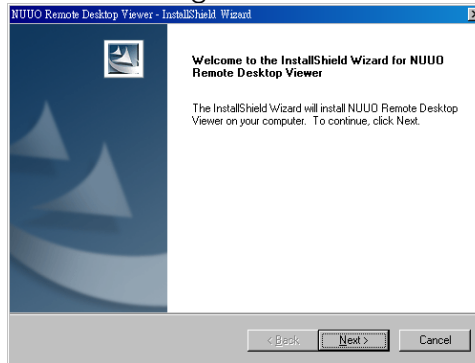 NUUO Remote Desktop Viewer - InstallShield Wizard
Welcome to the InstallShield Wizard for NUUO
Remote Desktop Viewer
The InstallShield Wizard will install NUUO Remote Desktop
Viewer on your computer. To continue, click Next.
< Back
Next >
Cancel